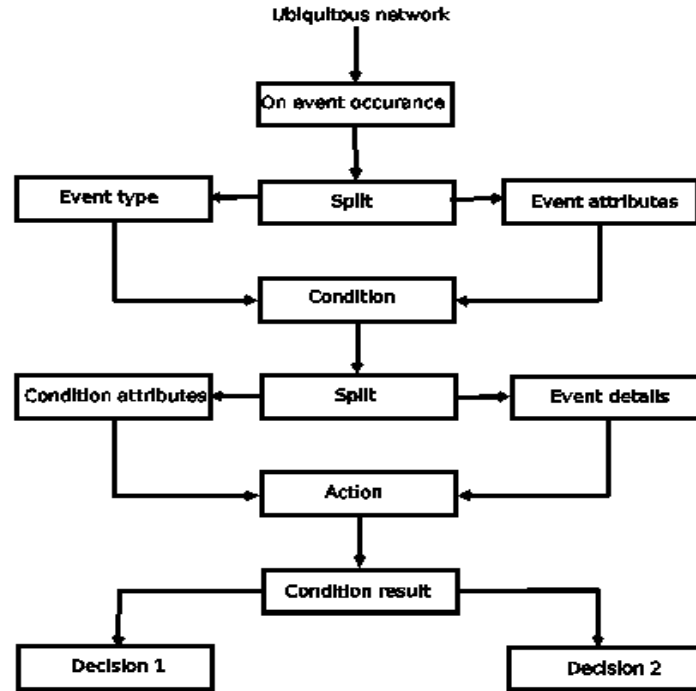 Ubiquitous network
On event occurance
Event type
Split
Event attributes
Condition
Condition attributes
Split
Event details
Action
Condition result
Decision 1
Decision 2